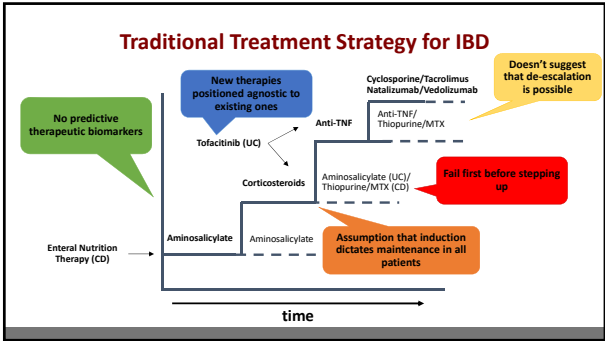 Traditional Treatment Strategy for IBD
No predictive
therapeutic biomarkers
New therapies
positioned agnostic to
existing ones
Doesn't suggest
that de-escalation
is possible
Cyclosporine/Tacrolimus
Natalizumab/Vedolizumab
Anti-TNF
Anti-TNF/
Thiopurine/MTX
Tofacitinib (UC)
Corticosteroids
Aminosalicylate (UC)/
Thiopurine/MTX (CD)
Fail first before stepping
up
Enteral Nutrition
Therapy (CD)
Aminosalicylate
Aminosalicylate
Assumption that induction
dictates maintenance in all
patients
time